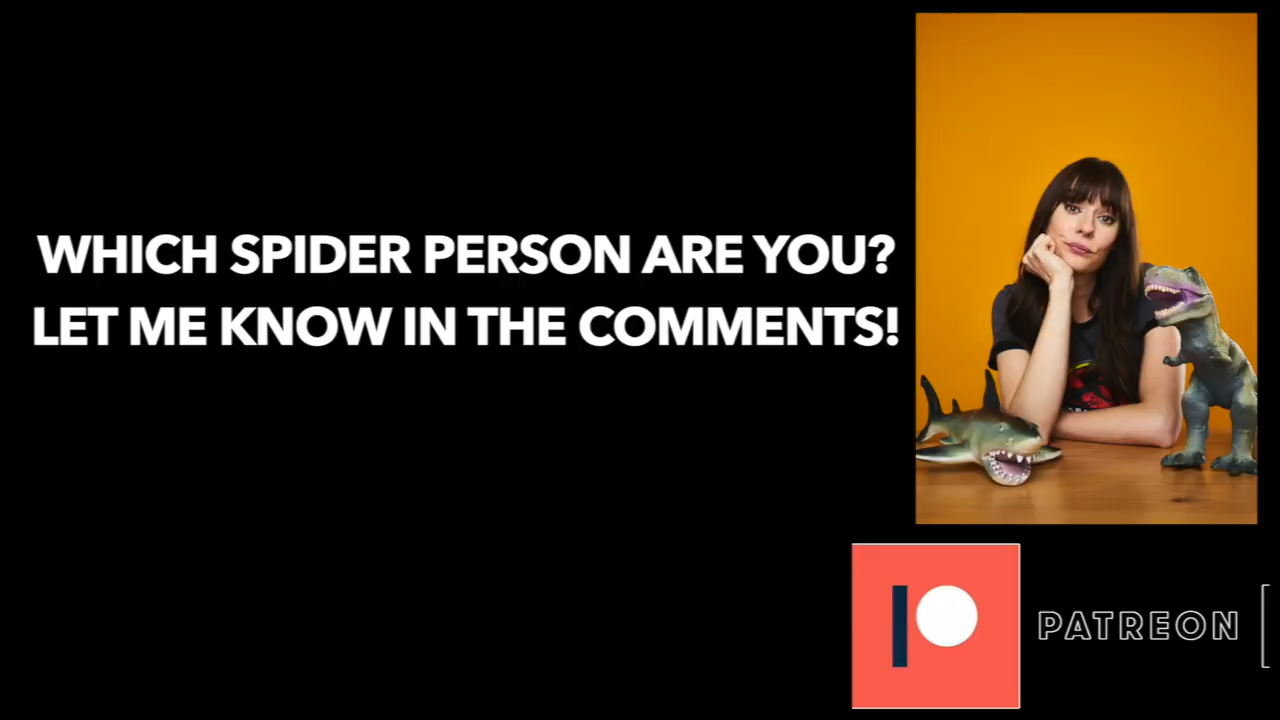 WHICH SPIDER PERSON ARE YOU?
LET ME KNOW IN THE COMMENTS!
PATREON